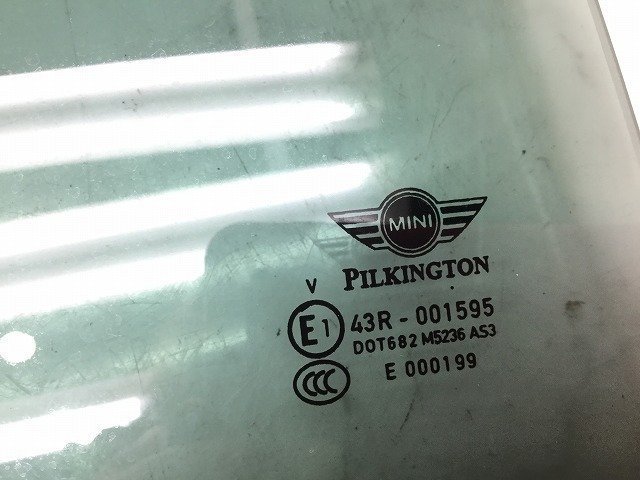 MINI
PILKINGTON
V
E1 43R - 001595
DOT682 M5236 AS3
CCC E 000199